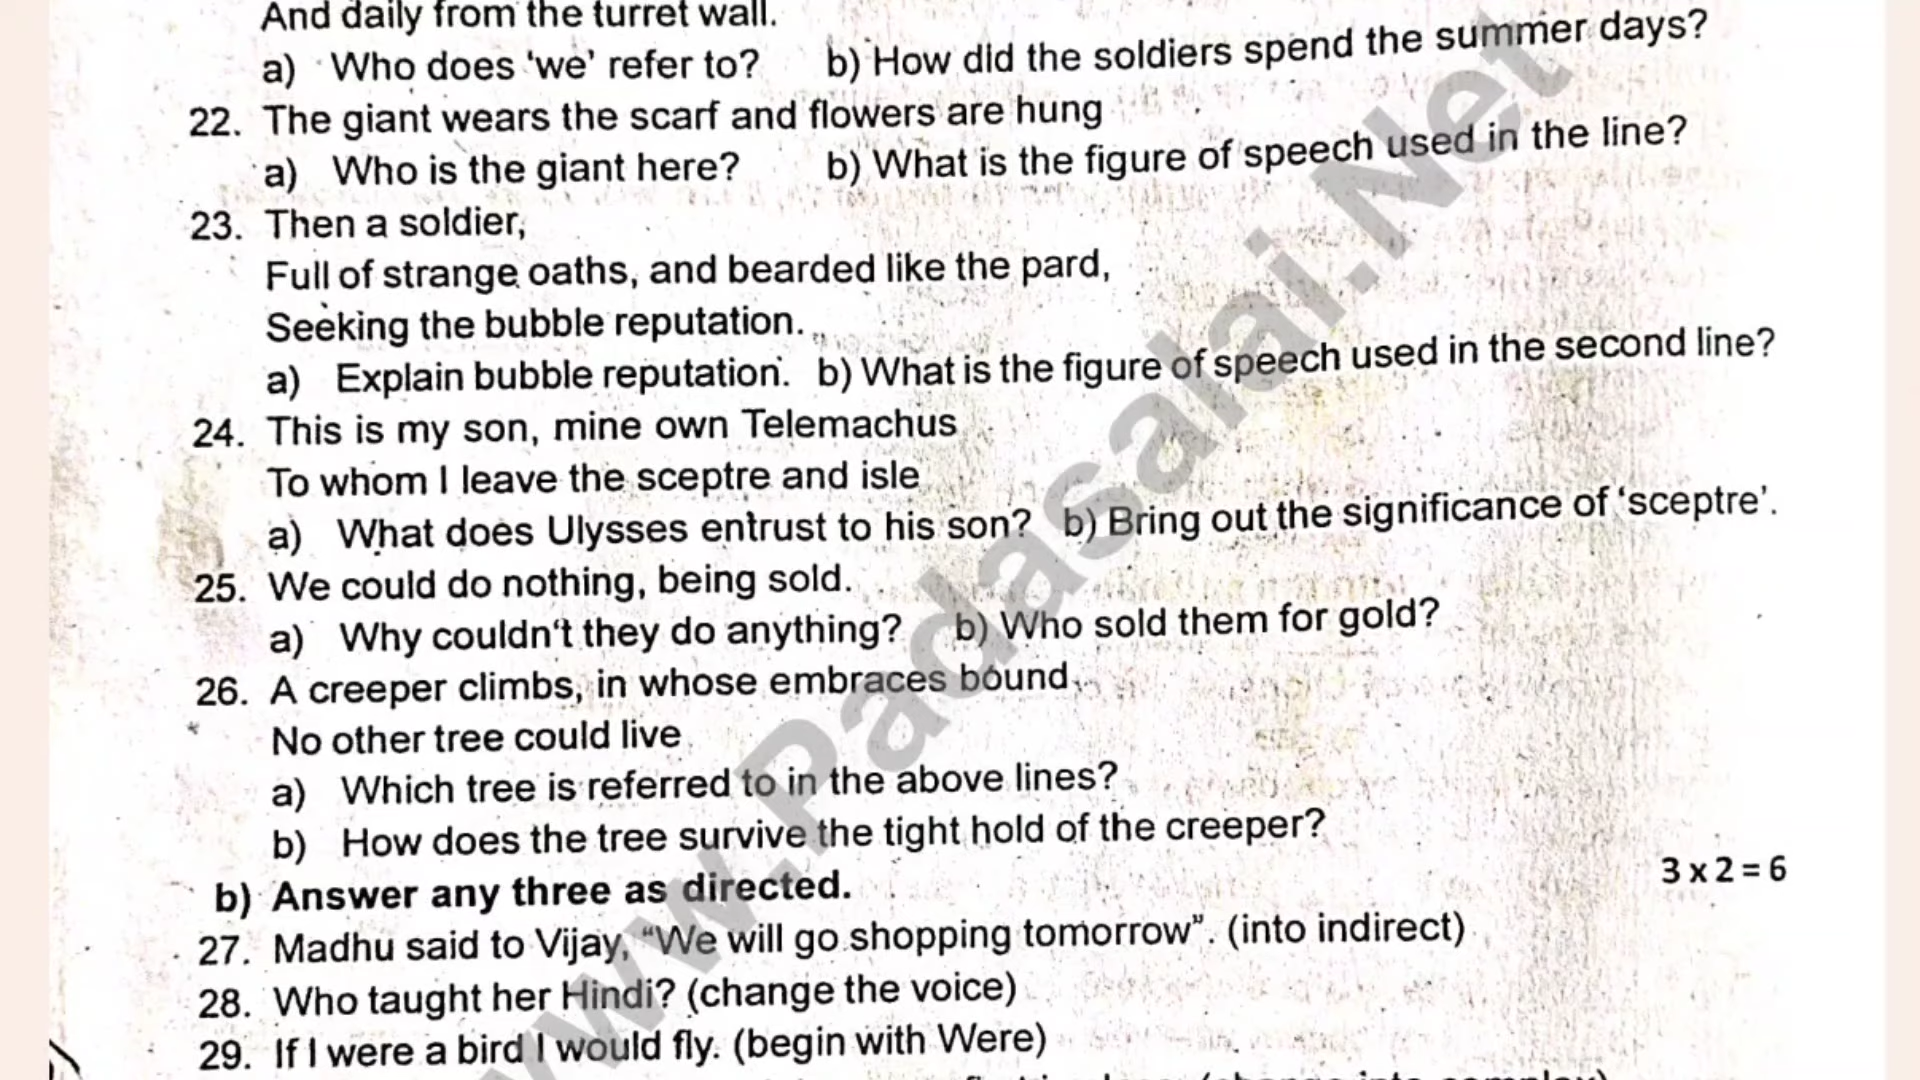 And daily from the turret wall.
a) Who does 'we' refer to? b) How did the soldiers spend the summer days?
22. The giant wears the scarf and flowers are hung
a) Who is the giant here? b) What is the figure of speech used in the line?
23. Then a soldier,
Full of strange oaths, and bearded like the pard,
Seeking the bubble reputation.
a) Explain bubble reputation. b) What is the figure of speech used in the second line?
24. This is my son, mine own Telemachus
To whom I leave the sceptre and isle
a) What does Ulysses entrust to his son? b) Bring out the significance of 'sceptre'.
25. We could do nothing, being sold.
a) Why couldn't they do anything? b) Who sold them for gold?
26. A creeper climbs, in whose embraces bound
No other tree could live
a) Which tree is referred to in the above lines?
b) How does the tree survive the tight hold of the creeper?
b) Answer any three as directed. 3 x 2 = 6
27. Madhu said to Vijay, "We will go shopping tomorrow". (into indirect)
28. Who taught her Hindi? (change the voice)
29. If I were a bird I would fly. (begin with Were)
www.Padasalai.Net